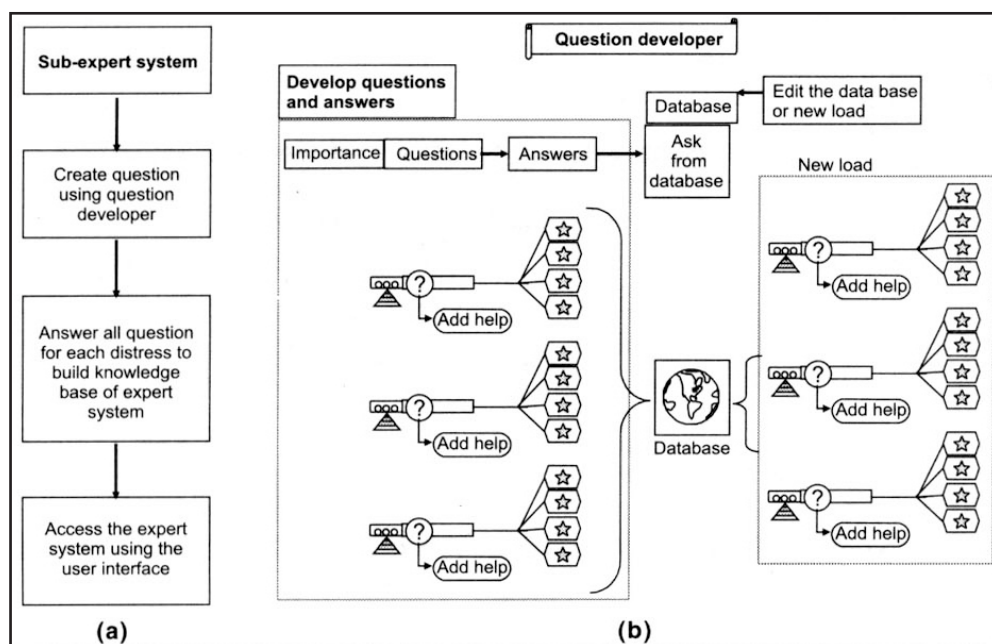 Sub-expert system
Create question
using question
developer
Answer all question
for each distress to
build knowledge
base of expert
system
Access the expert
system using the
user interface
(a)
Question developer
Develop questions
and answers
Importance
Questions
Answers
Database
Ask
from
database
Edit the data base
or new load
New load
?
Add help
?
Add help
?
Add help
Database
?
Add help
?
Add help
?
Add help
(b)